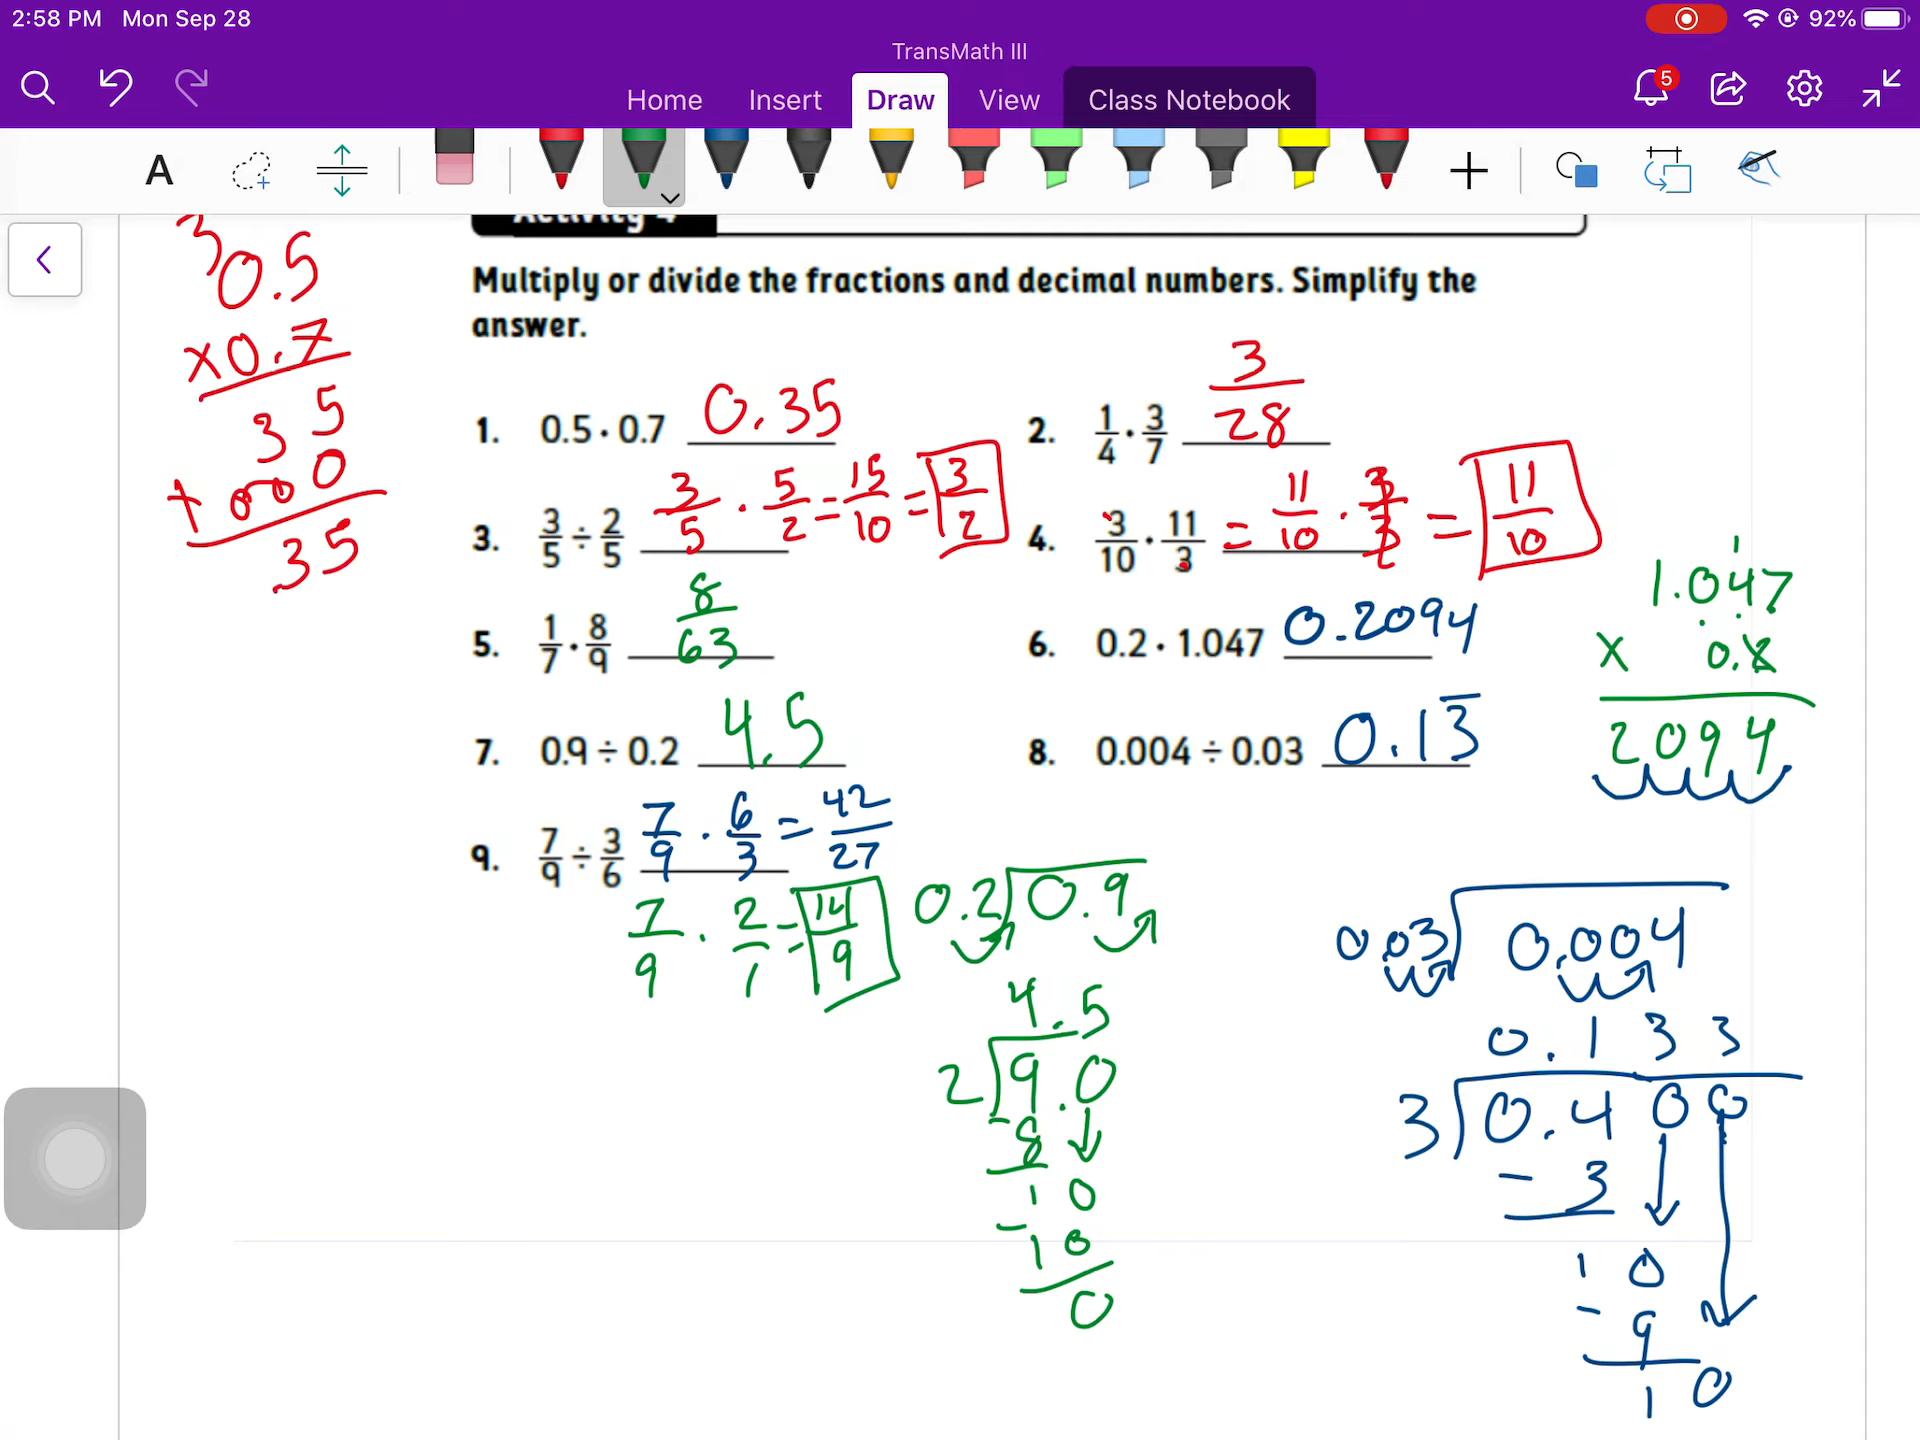 2:58 PM Mon Sep 28
92%
TransMath III
Home Insert Draw View Class Notebook
5
A
Activity 4
Multiply or divide the fractions and decimal numbers. Simplify the
answer.
3
0.5
x0.7
35
+000
.35
1. 0.5 · 0.7 0.35
2. 1/4 · 3/7 3/28
3. 3/5 ÷ 2/5 3/5 · 5/2 = 15/10 = 3/2
4. 3/10 · 11/3 = 11/10 · 3/3 = 11/10
5. 1/7 · 8/9 8/63
6. 0.2 · 1.047 0.2094
1
1.047
x 0.2
2094
7. 0.9 ÷ 0.2 4.5
8. 0.004 ÷ 0.03 0.13̅
9. 7/9 ÷ 3/6 7/9 · 6/3 = 42/27
7/9 · 2/1 = 14/9
0.2 0.9
4.5
2 9.0
-8
10
-10
0
0.03 0.004
0.133
3 0.400
-3
10
-9
10